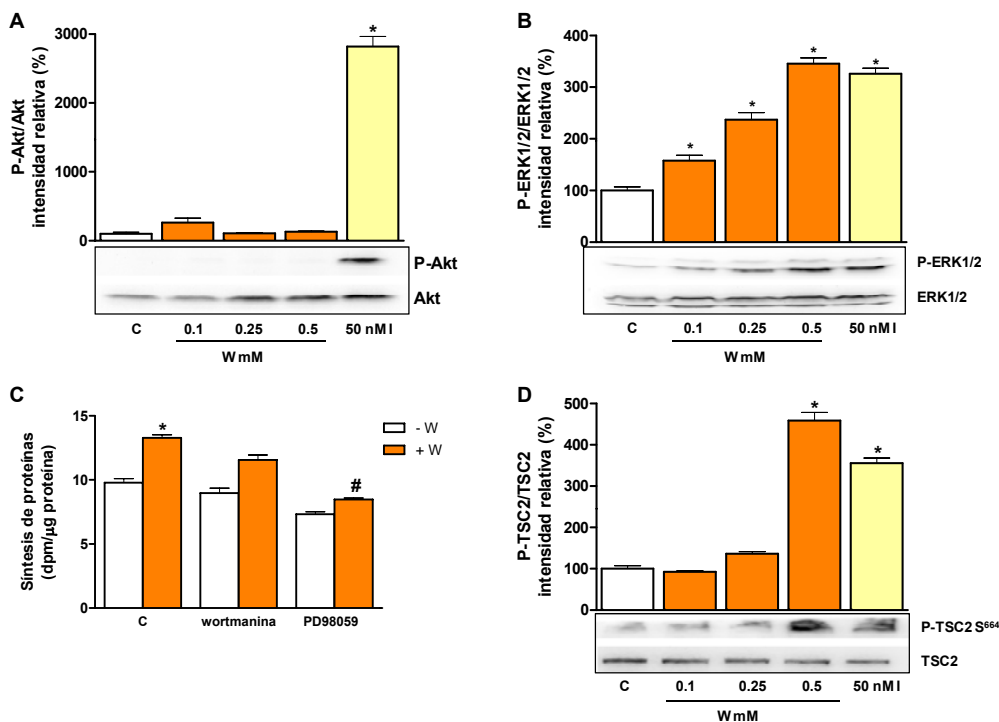 A
P-Akt/Akt
intensidad relativa (%)
3000
2000
1000
0
*
P-Akt
Akt
C 0.1 0.25 0.5 50 nM I
W mM
B
P-ERK1/2/ERK1/2
intensidad relativa (%)
400
300
200
100
0
* * * *
P-ERK1/2
ERK1/2
C 0.1 0.25 0.5 50 nM I
W mM
C
Síntesis de proteínas
(dpm/µg proteína)
15
10
5
0
*
#
- W
+ W
C wortmanina PD98059
D
P-TSC2/TSC2
intensidad relativa (%)
500
400
300
200
100
0
* *
P-TSC2 S664
TSC2
C 0.1 0.25 0.5 50 nM I
W mM